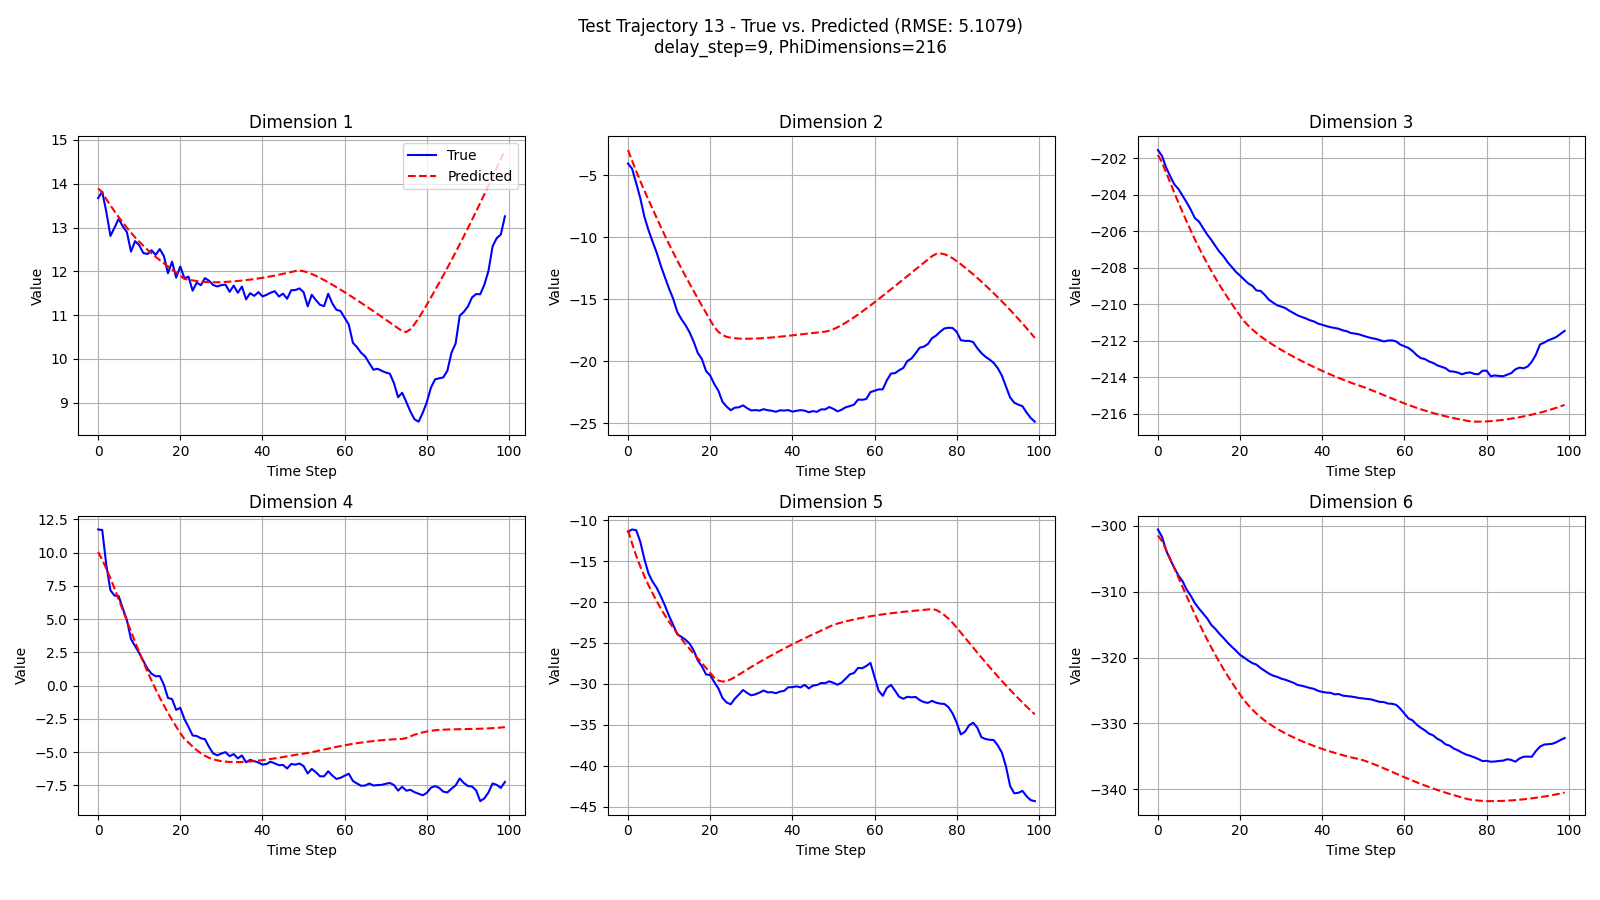 Test Trajectory 13 - True vs. Predicted (RMSE: 5.1079)
delay_step=9, PhiDimensions=216
Dimension 1
15
14
13
12
11
10
9
Value
0 20 40 60 80 100
Time Step
True
Predicted
Dimension 2
−5
−10
−15
−20
−25
Value
0 20 40 60 80 100
Time Step
Dimension 3
−202
−204
−206
−208
−210
−212
−214
−216
Value
0 20 40 60 80 100
Time Step
Dimension 4
12.5
10.0
7.5
5.0
2.5
0.0
−2.5
−5.0
−7.5
Value
0 20 40 60 80 100
Time Step
Dimension 5
−10
−15
−20
−25
−30
−35
−40
−45
Value
0 20 40 60 80 100
Time Step
Dimension 6
−300
−310
−320
−330
−340
Value
0 20 40 60 80 100
Time Step